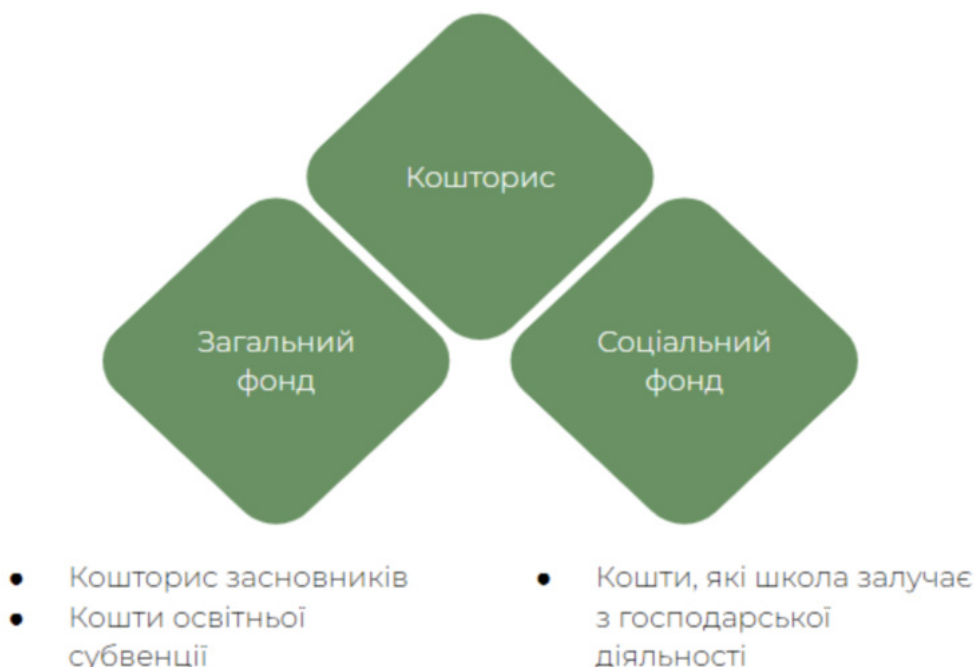 Кошторис
Загальний
фонд
Соціальний
фонд
Кошторис засновників
Кошти освітньої
субвенції
Кошти, які школа залучає
з господарської
діяльності